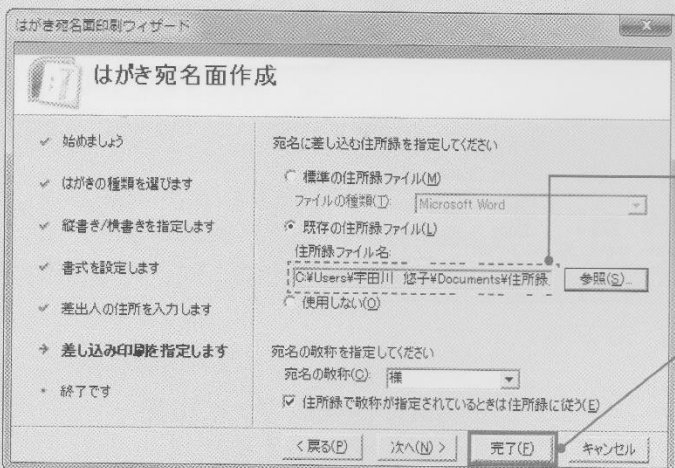 はがき宛名面印刷ウィザード
はがき宛名面作成
始めましょう
はがきの種類を選びます
縦書き/横書きを指定します
書式を設定します
差出人の住所を入力します
差し込み印刷を指定します
終了です
宛名に差し込む住所録を指定してください
標準の住所録ファイル(M)
ファイルの種類(T): Microsoft Word
既存の住所録ファイル(L)
住所録ファイル名:
C:¥Users¥宇田川 悠子¥Documents¥住所録. 参照(S)...
使用しない(O)
宛名の敬称を指定してください
宛名の敬称(C): 様
住所録で敬称が指定されているときは住所録に従う(E)
< 戻る(P) 次へ(N) > 完了(F) キャンセル